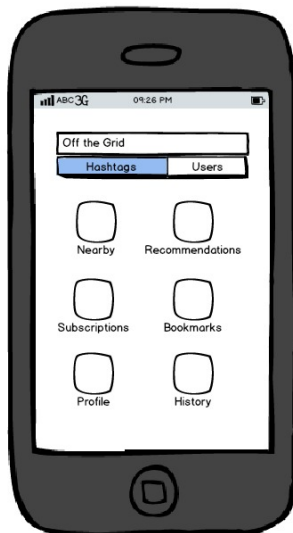 ABC 3G 09:26 PM
Off the Grid
Hashtags Users
Nearby Recommendations
Subscriptions Bookmarks
Profile History